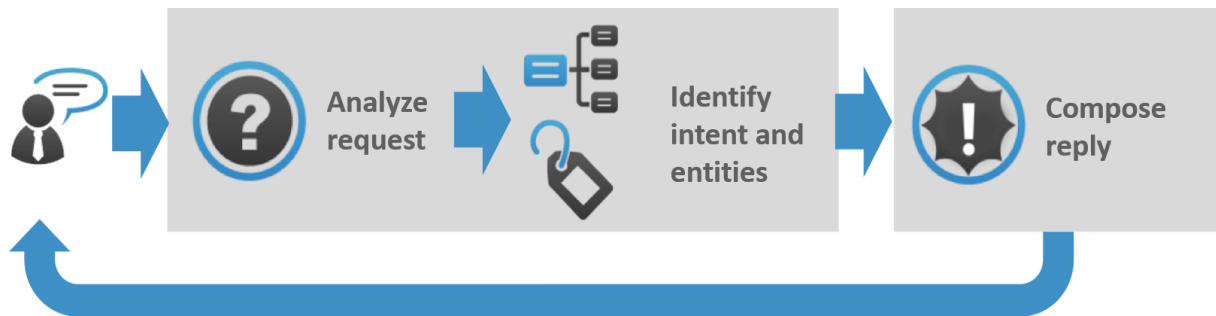 Analyze
request
Identify
intent and
entities
Compose
reply